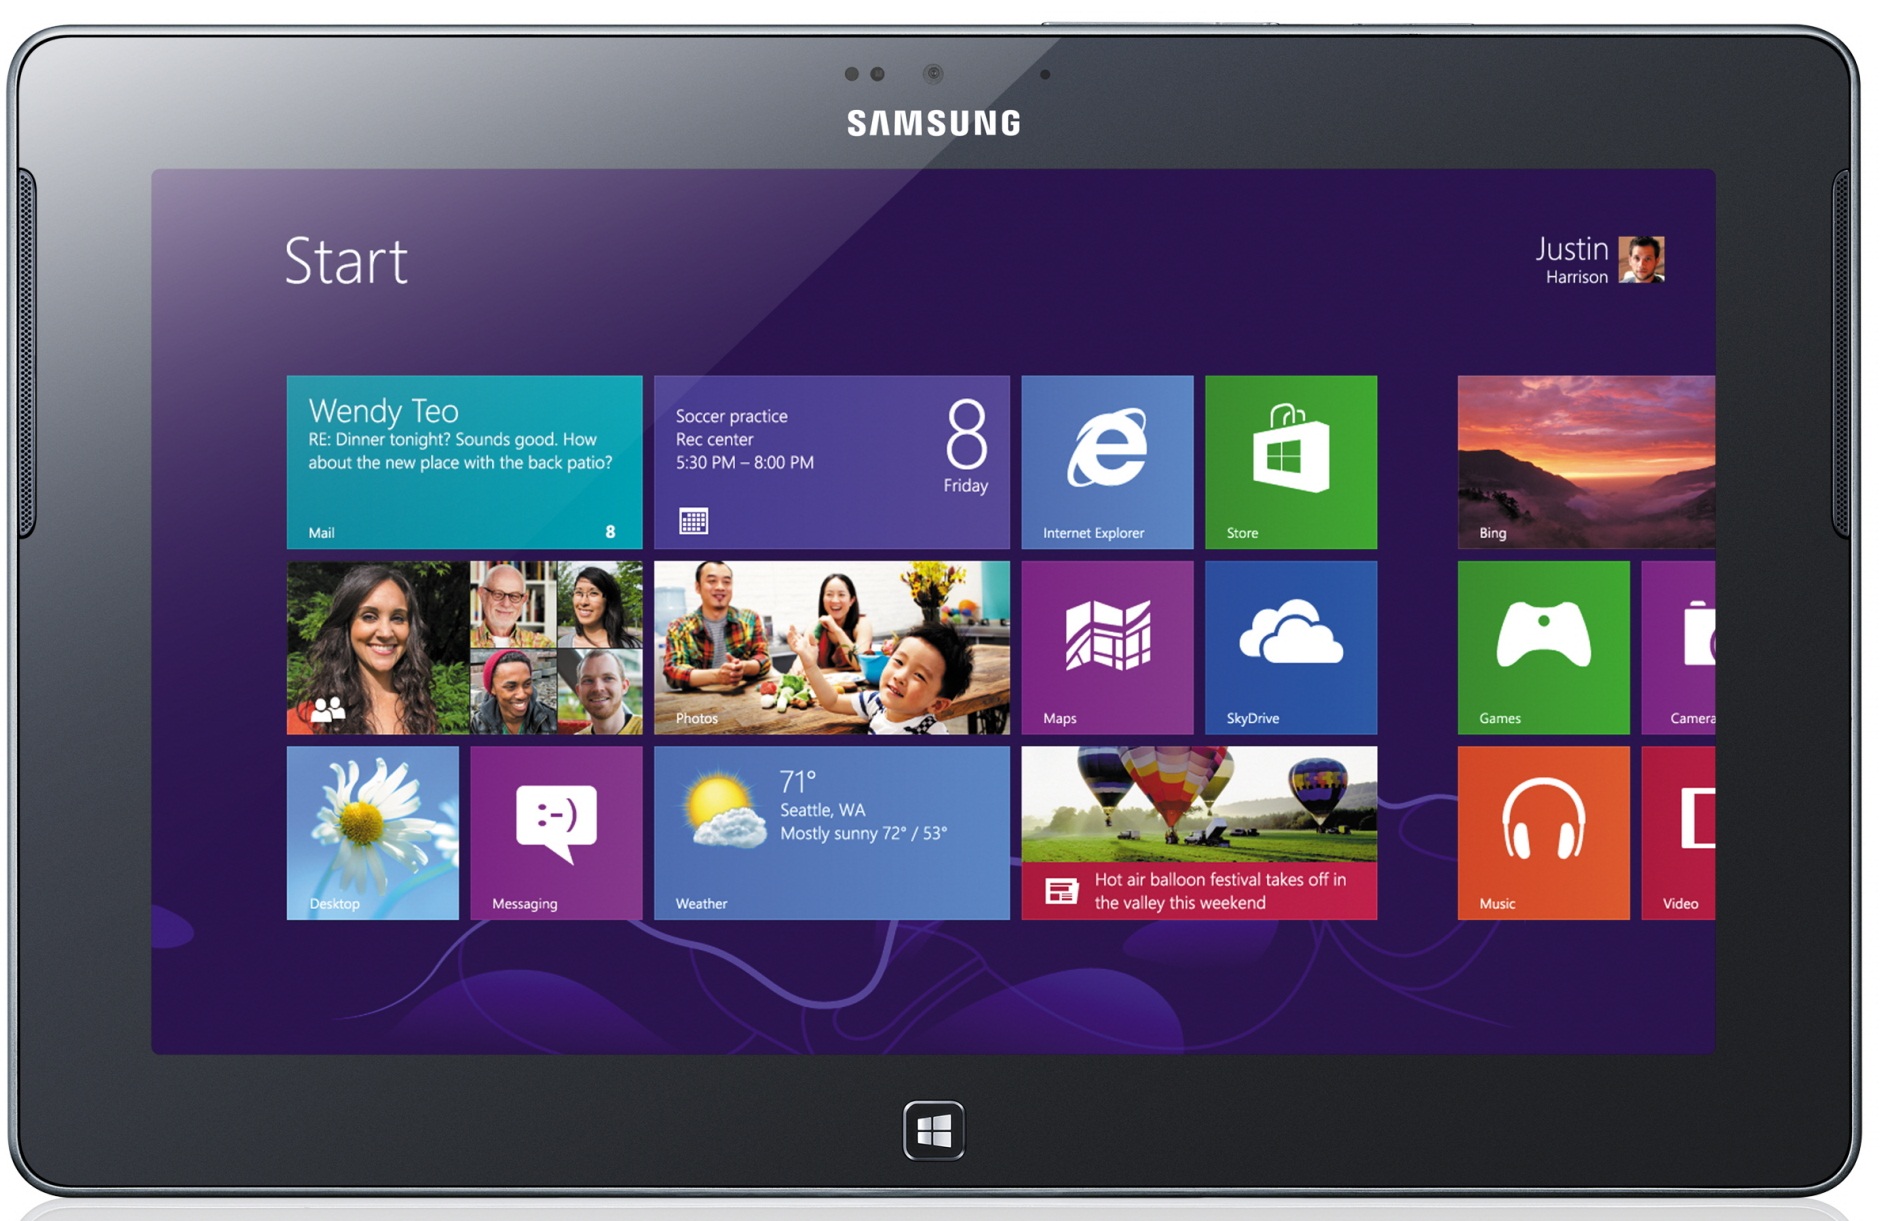 SAMSUNG
Start
Justin
Harrison
Wendy Teo
RE: Dinner tonight? Sounds good. How
about the new place with the back patio?
Mail
8
Soccer practice
Rec center
5:30 PM – 8:00 PM
8
Friday
Internet Explorer
Store
Bing
Photos
Maps
SkyDrive
Games
Camera
Desktop
:-)
Messaging
71°
Seattle, WA
Mostly sunny 72° / 53°
Weather
Hot air balloon festival takes off in
the valley this weekend
Music
Video